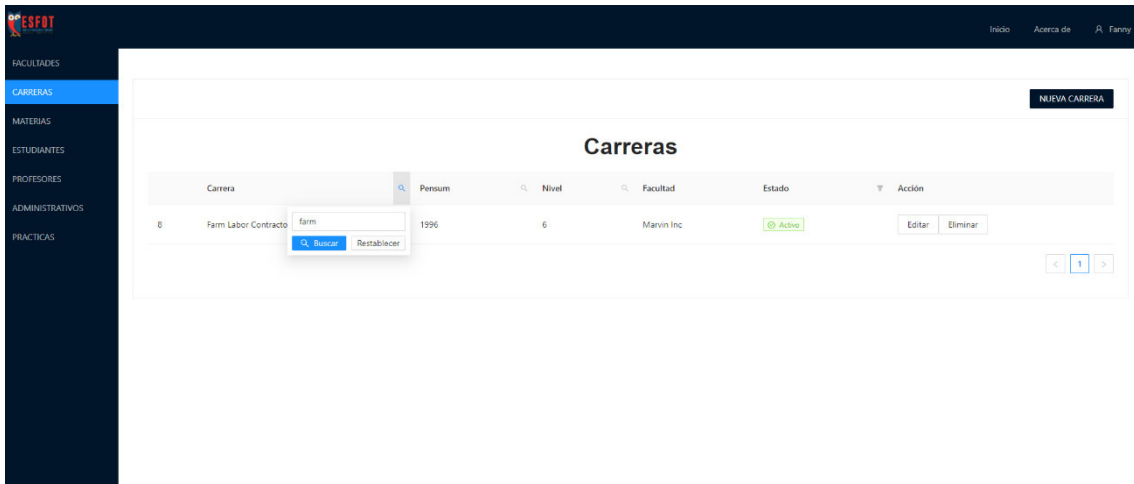 ESFOT
Inicio Acerca de Fanny
FACULTADES
CARRERAS
MATERIAS
ESTUDIANTES
PROFESORES
ADMINISTRATIVOS
PRACTICAS
NUEVA CARRERA
Carreras
Carrera Pensum Nivel Facultad Estado Acción
8 Farm Labor Contracto 1996 6 Marvin Inc Activo Editar Eliminar
farm
Buscar Restablecer
< 1 >